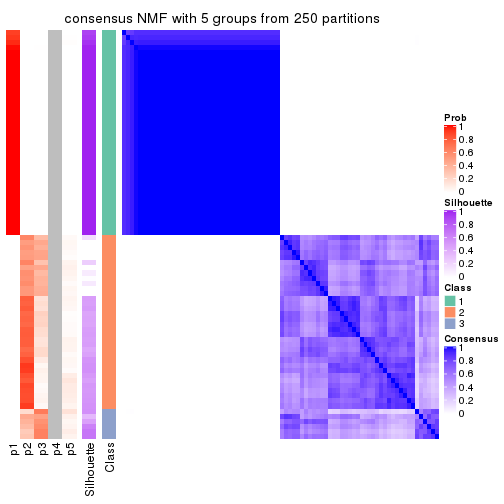 consensus NMF with 5 groups from 250 partitions
Prob
1
0.8
0.6
0.4
0.2
0
Silhouette
1
0.8
0.6
0.4
0.2
0
Class
1
2
3
Consensus
1
0.8
0.6
0.4
0.2
0
p1
p2
p3
p4
p5
Silhouette
Class